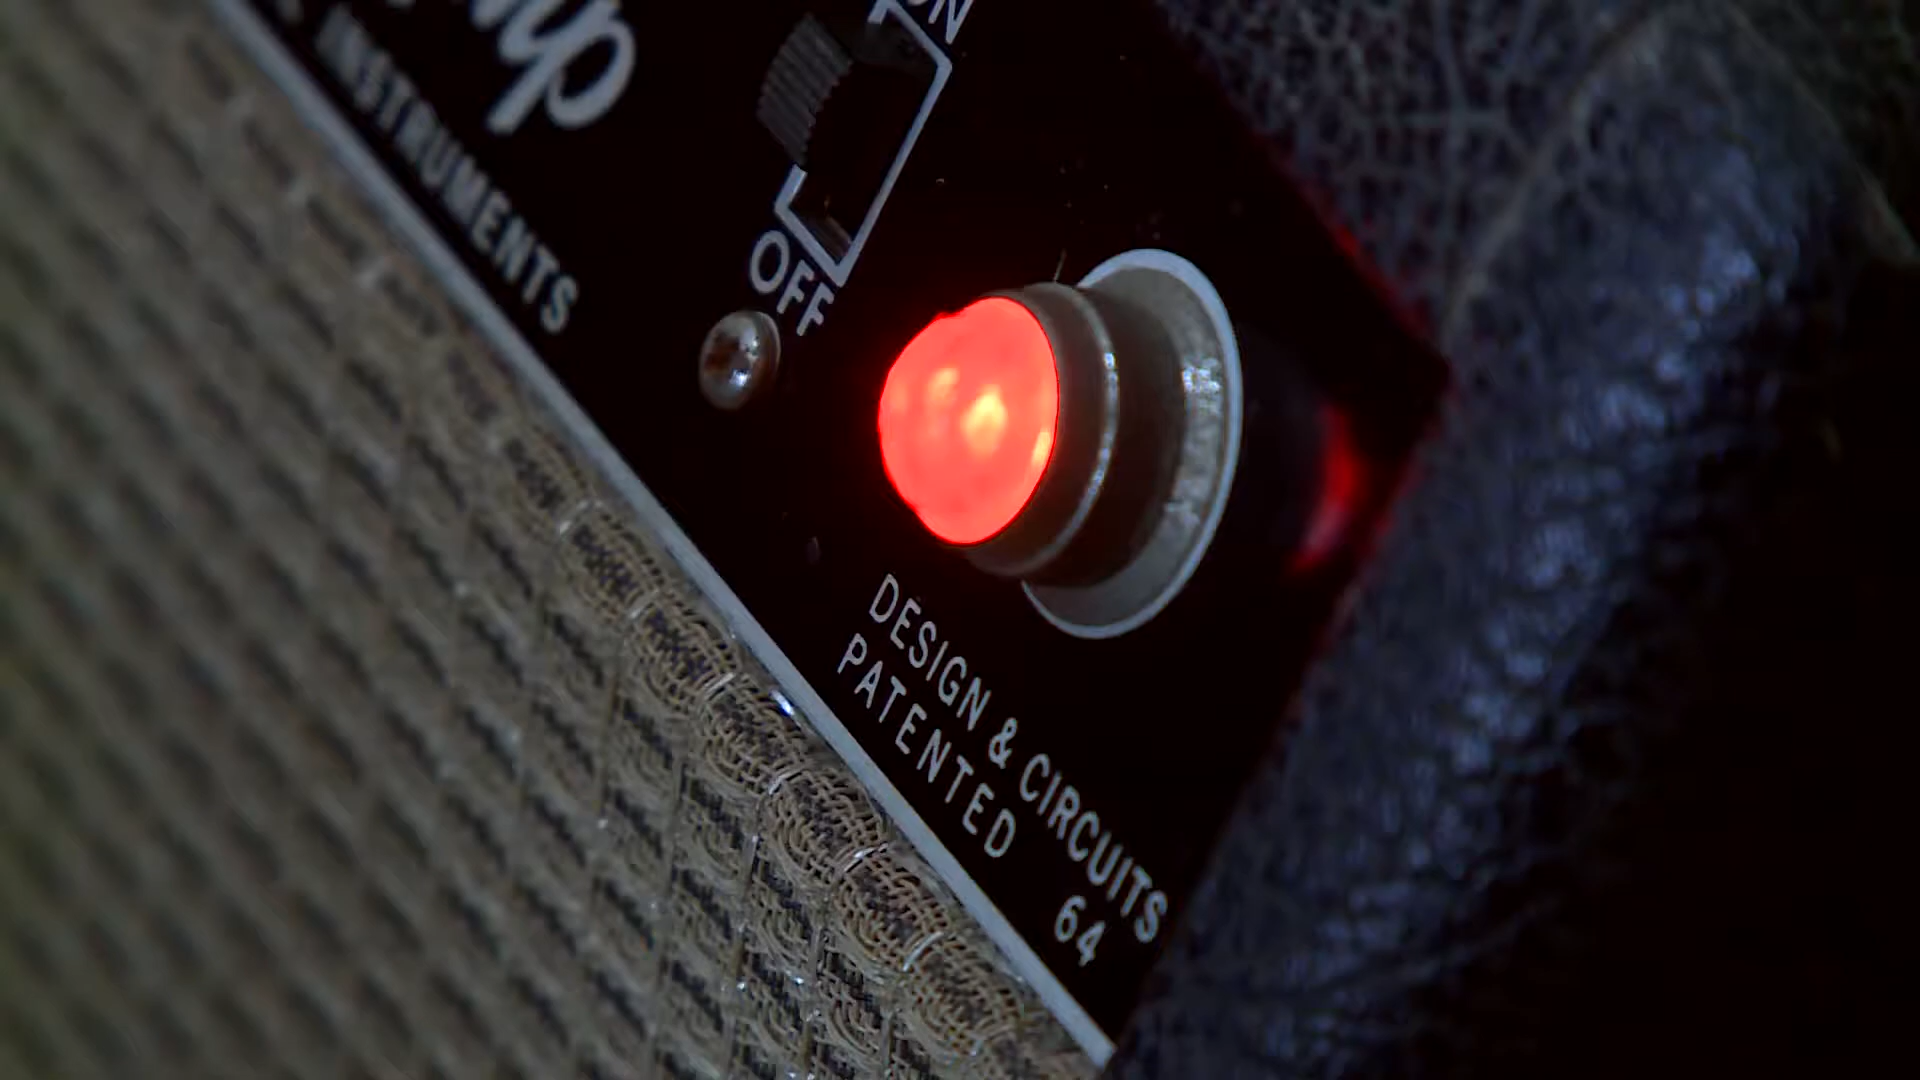 ON
INSTRUMENTS
OFF
DESIGN & CIRCUITS
PATENTED
64